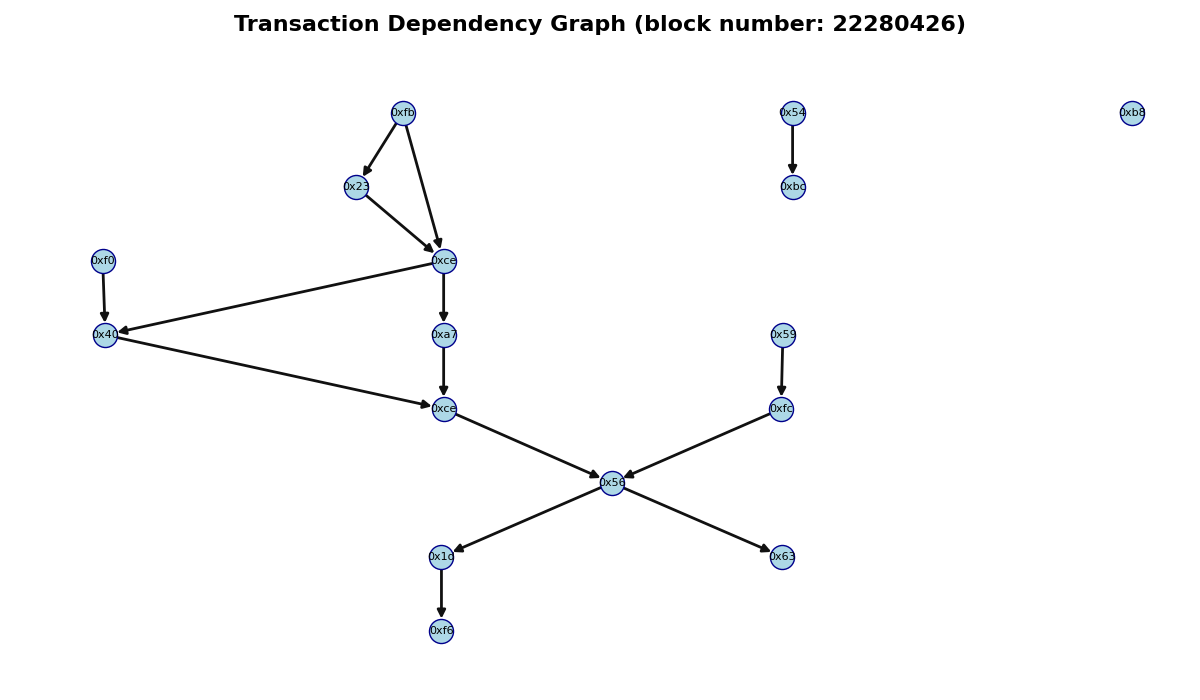 Transaction Dependency Graph (block number: 22280426)
0xfb
0x54
0xb8
0x23
0xbc
0xf0
0xce
0x40
0xa7
0x59
0xce
0xfc
0x56
0x63
0xf6